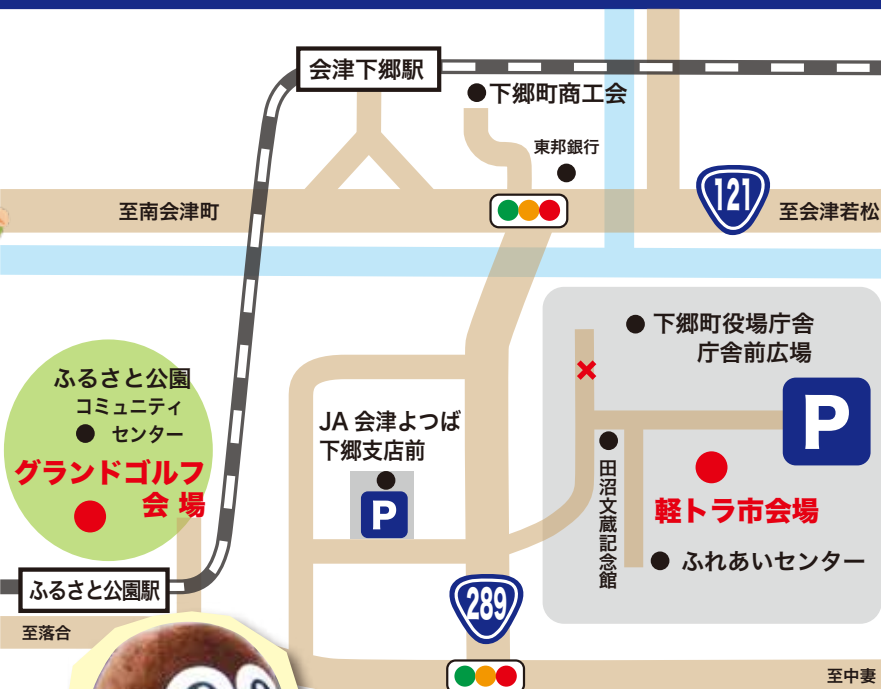 会津下郷駅
下郷町商工会
東邦銀行
至南会津町
121
至会津若松
下郷町役場庁舎
庁舎前広場
ふるさと公園
コミュニティ
センター
グランドゴルフ
会場
JA 会津よつば
下郷支店前
P
P
田沼文蔵記念館
軽トラ市会場
ふれあいセンター
ふるさと公園駅
289
至落合
至中妻